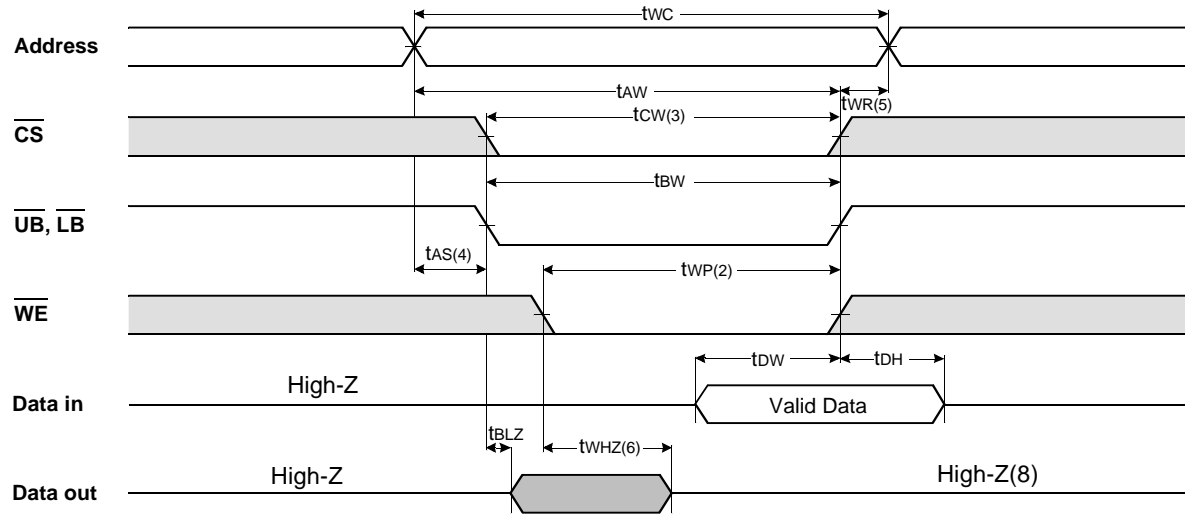 tWC
Address
tAW
tWR(5)
tCW(3)
CS
tBW
UB, LB
tAS(4)
tWP(2)
WE
tDW
tDH
High-Z
Data in
Valid Data
tBLZ
tWHZ(6)
High-Z
High-Z(8)
Data out